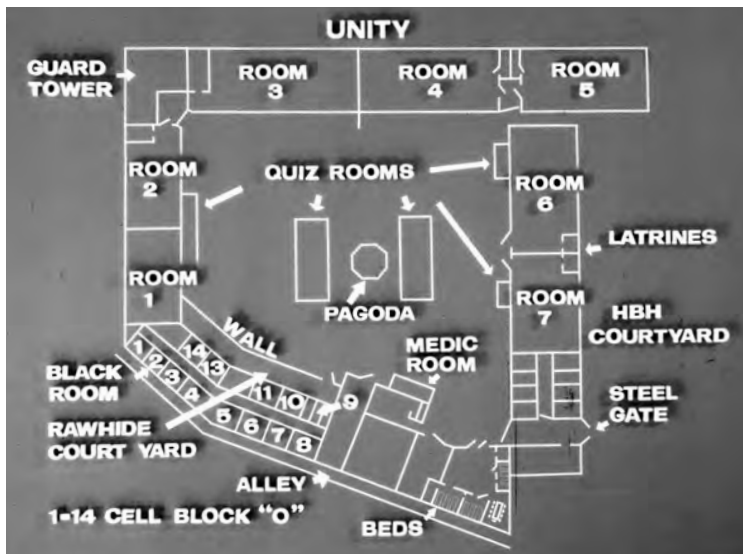 UNITY
GUARD
TOWER
ROOM
3
ROOM
4
ROOM
5
ROOM
2
QUIZ ROOMS
ROOM
6
LATRINES
ROOM
1
PAGODA
ROOM
7
HBH
COURTYARD
WALL
MEDIC
ROOM
1
2
3
4
14
13
BLACK
ROOM
11
10
9
5
6
7
8
STEEL
GATE
RAWHIDE
COURT YARD
ALLEY
1-14 CELL BLOCK "O"
BEDS